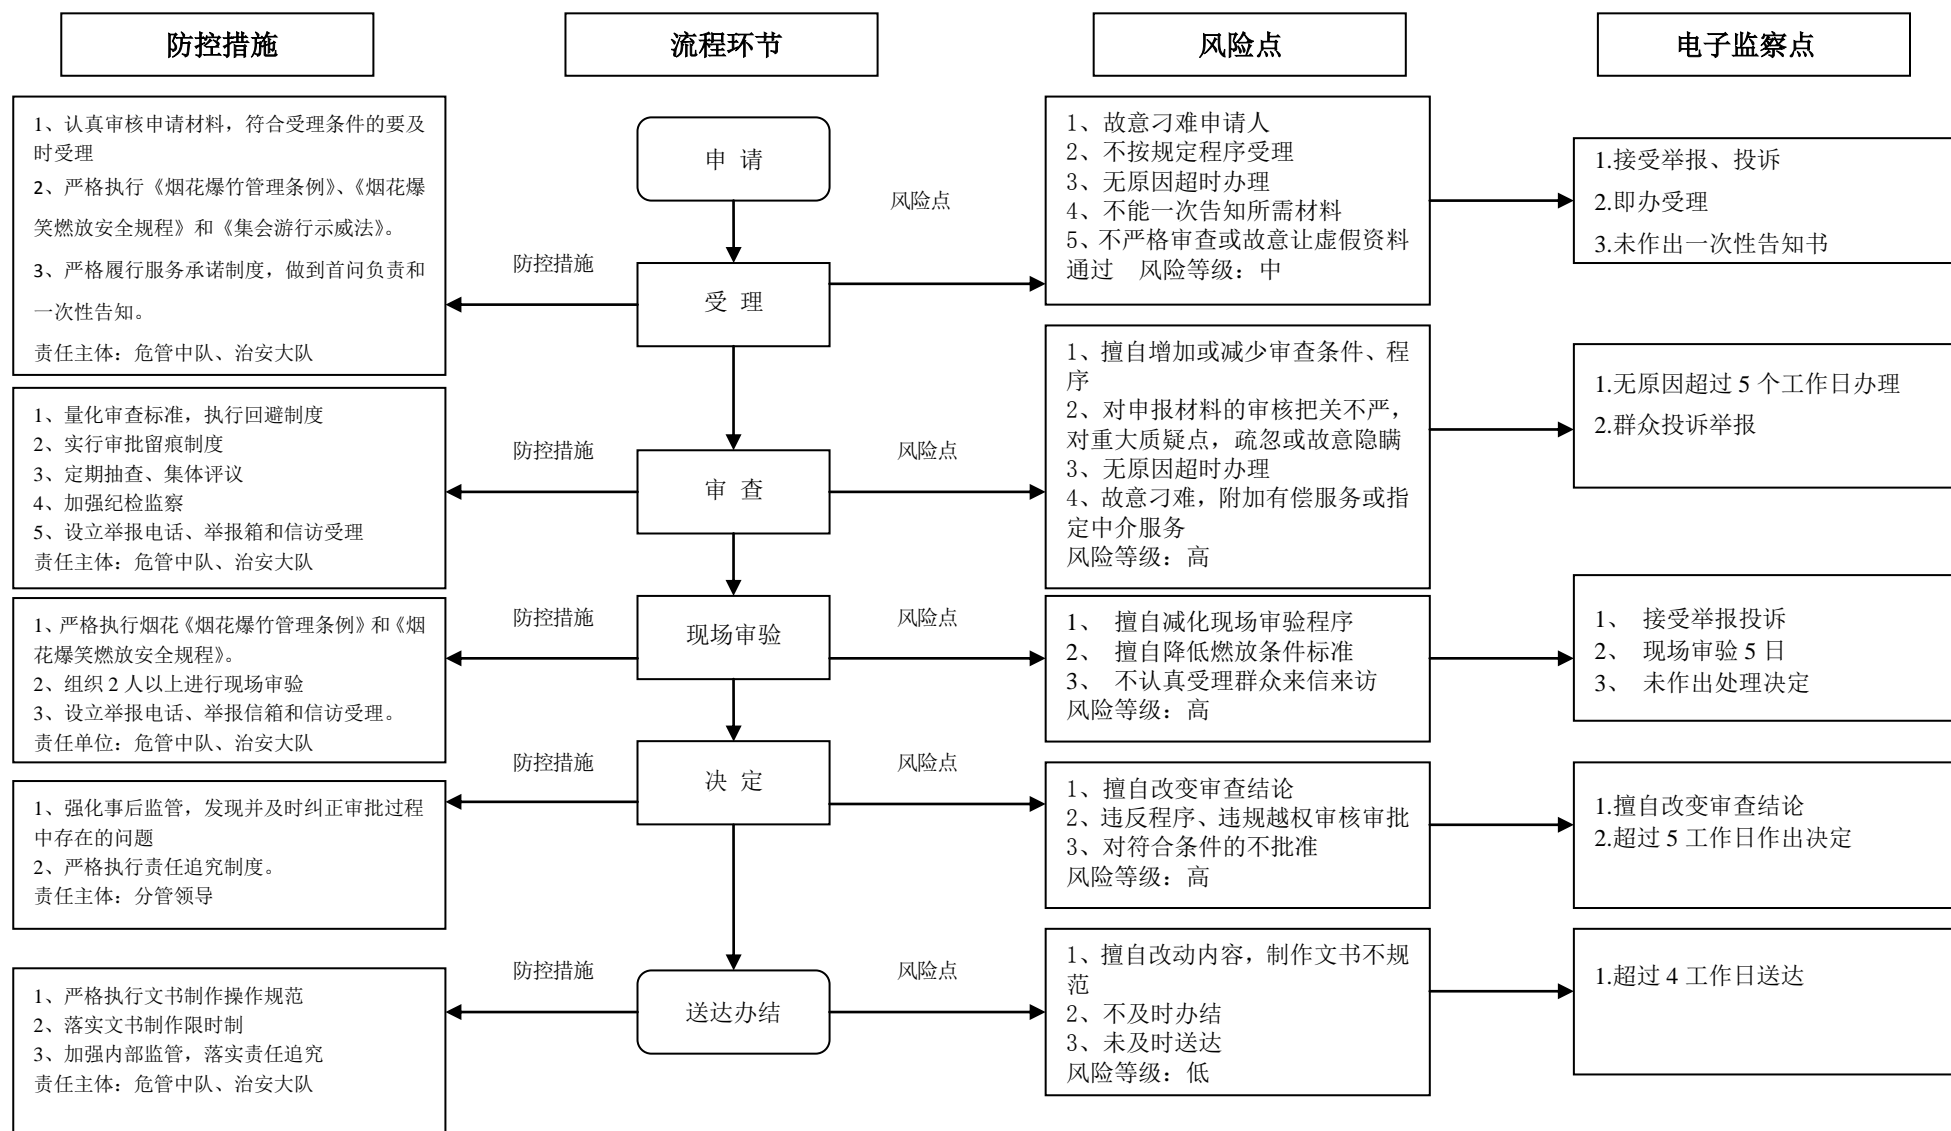 防控措施
流程环节
风险点
电子监察点
1、认真审核申请材料，符合受理条件的要及
时受理
2、严格执行《烟花爆竹管理条例》、《烟花爆
笑燃放安全规程》和《集会游行示威法》。
3、严格履行服务承诺制度，做到首问负责和
一次性告知。
责任主体：危管中队、治安大队
申 请
防控措施
受 理
风险点
1、故意刁难申请人
2、不按规定程序受理
3、无原因超时办理
4、不能一次告知所需材料
5、不严格审查或故意让虚假资料
通过 风险等级：中
1.接受举报、投诉
2.即办受理
3.未作出一次性告知书
1、量化审查标准，执行回避制度
2、实行审批留痕制度
3、定期抽查、集体评议
4、加强纪检监察
5、设立举报电话、举报箱和信访受理
责任主体：危管中队、治安大队
防控措施
审 查
风险点
1、擅自增加或减少审查条件、程
序
2、对申报材料的审核把关不严，
对重大质疑点，疏忽或故意隐瞒
3、无原因超时办理
4、故意刁难，附加有偿服务或指
定中介服务
风险等级：高
1.无原因超过 5 个工作日办理
2.群众投诉举报
1、严格执行烟花《烟花爆竹管理条例》和《烟
花爆笑燃放安全规程》。
2、组织 2 人以上进行现场审验
3、设立举报电话、举报信箱和信访受理。
责任单位：危管中队、治安大队
防控措施
现场审验
风险点
1、 擅自减化现场审验程序
2、 擅自降低燃放条件标准
3、 不认真受理群众来信来访
风险等级：高
1、 接受举报投诉
2、 现场审验 5 日
3、 未作出处理决定
1、强化事后监管，发现并及时纠正审批过程
中存在的问题
2、严格执行责任追究制度。
责任主体：分管领导
防控措施
决 定
风险点
1、擅自改变审查结论
2、违反程序、违规越权审核审批
3、对符合条件的不批准
风险等级：高
1.擅自改变审查结论
2.超过 5 工作日作出决定
1、严格执行文书制作操作规范
2、落实文书制作限时制
3、加强内部监管，落实责任追究
责任主体：危管中队、治安大队
防控措施
送达办结
风险点
1、擅自改动内容，制作文书不规
范
2、不及时办结
3、未及时送达
风险等级：低
1.超过 4 工作日送达